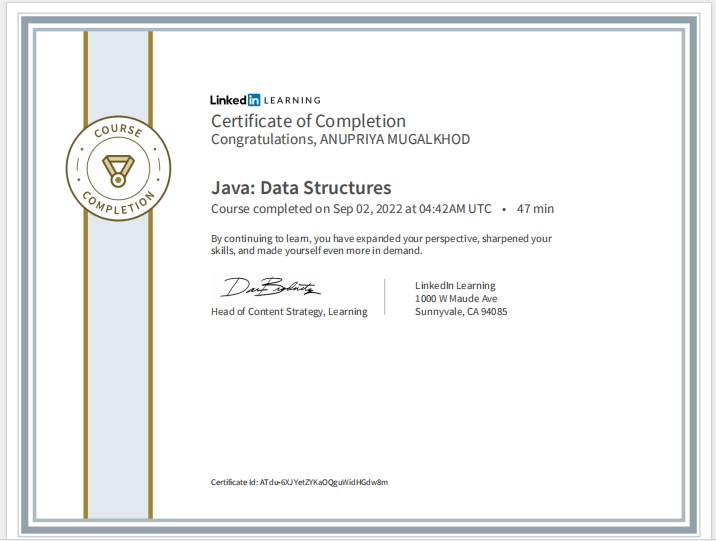 COURSE
COMPLETION
Linked in LEARNING
Certificate of Completion
Congratulations, ANUPRIYA MUGALKHOD
Java: Data Structures
Course completed on Sep 02, 2022 at 04:42AM UTC • 47 min
By continuing to learn, you have expanded your perspective, sharpened your
skills, and made yourself even more in demand.
Head of Content Strategy, Learning
LinkedIn Learning
1000 W Maude Ave
Sunnyvale, CA 94085
Certificate Id: ATdu-6XJYetZYKaOQguWidHGdw8m